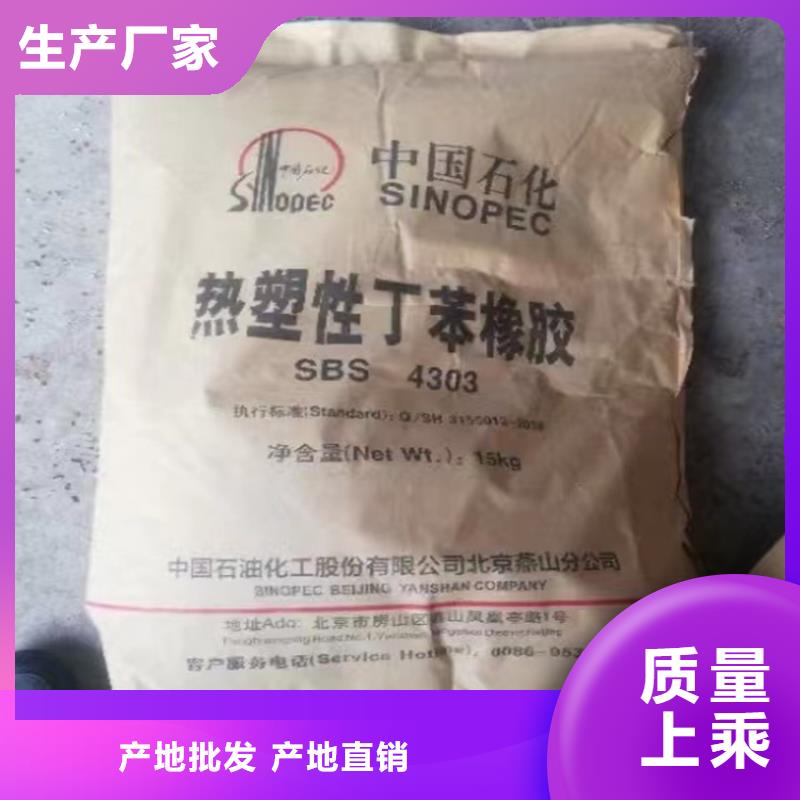 生产厂家
中国石化
SINOPEC
中国石化
SINOPEC
热塑性丁苯橡胶
SBS 4303
执行标准(Standard): Q/SH
净含量(Net Wt.): 15kg
中国石油化工股份有限公司北京燕山分公司
SINOPEC BEIJING YANSHAN COMPANY
地址Add: 北京市房山区燕山凤凰亭路1号
客户服务电话(Service Hotline), 0086-953
质量
上乘
产地批发 产地直销